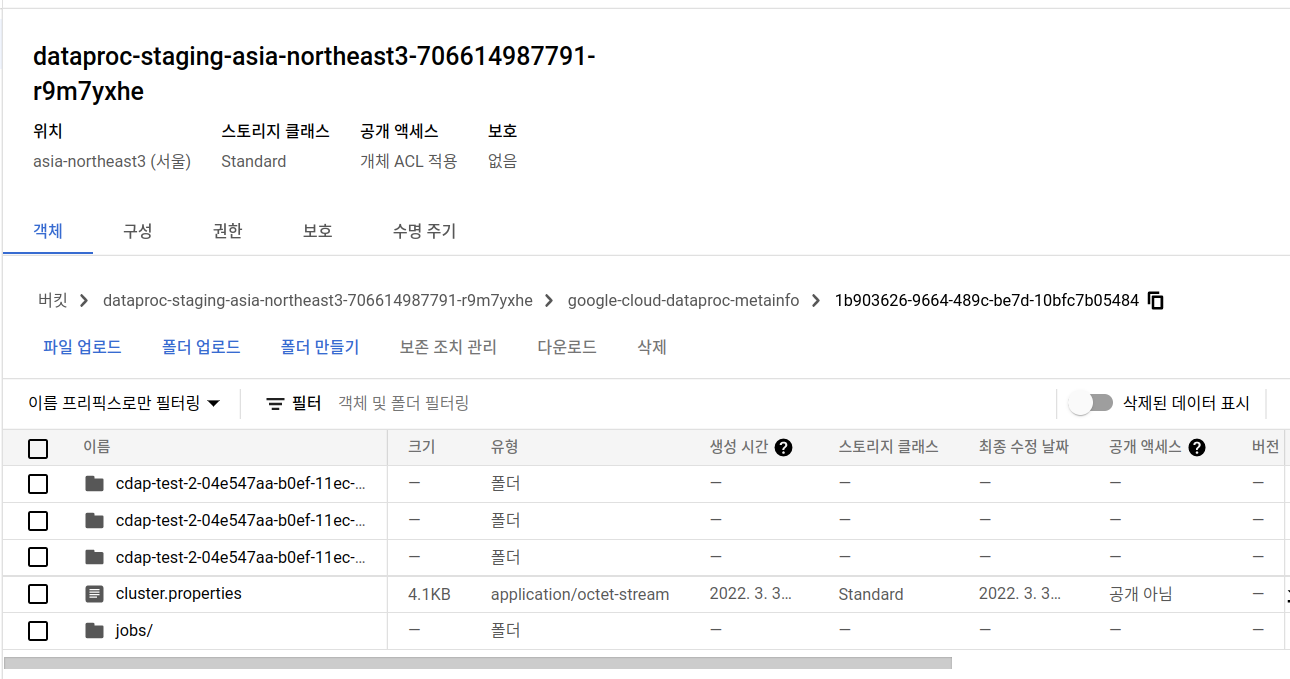 dataproc-staging-asia-northeast3-706614987791-
r9m7yxhe
위치 스토리지 클래스 공개 액세스 보호
asia-northeast3 (서울) Standard 개체 ACL 적용 없음
객체 구성 권한 보호 수명 주기
버킷 > dataproc-staging-asia-northeast3-706614987791-r9m7yxhe > google-cloud-dataproc-metainfo > 1b903626-9664-489c-be7d-10bfc7b05484
파일 업로드 폴더 업로드 폴더 만들기 보존 조치 관리 다운로드 삭제
이름 프리픽스로만 필터링 필터 객체 및 폴더 필터링 삭제된 데이터 표시
이름 크기 유형 생성 시간 ? 스토리지 클래스 최종 수정 날짜 공개 액세스 ? 버전
cdap-test-2-04e547aa-b0ef-11ec-... — 폴더 — — — — —
cdap-test-2-04e547aa-b0ef-11ec-... — 폴더 — — — — —
cdap-test-2-04e547aa-b0ef-11ec-... — 폴더 — — — — —
cluster.properties 4.1KB application/octet-stream 2022. 3. 3... Standard 2022. 3. 3... 공개 아님 —
jobs/ — 폴더 — — — — —